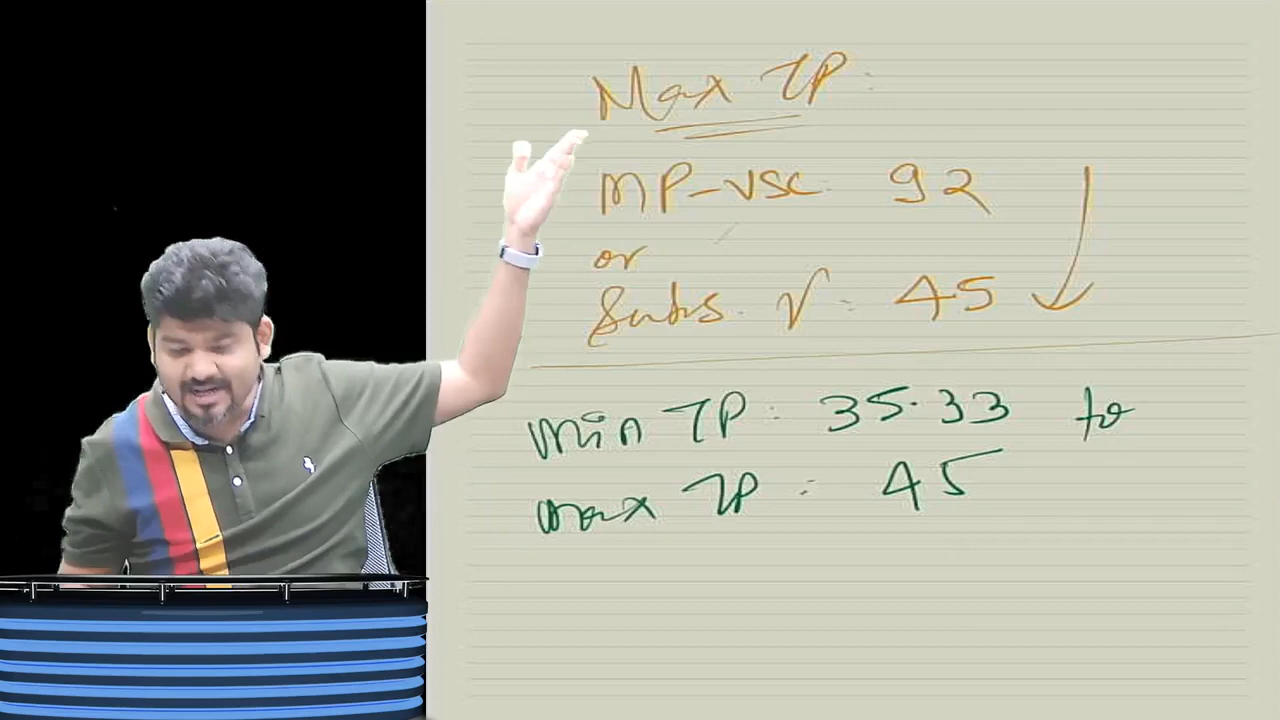 Max TP:
MP-VSC 92
or
Subs. V: 45
Min TP: 35.33 to
Max TP: 45